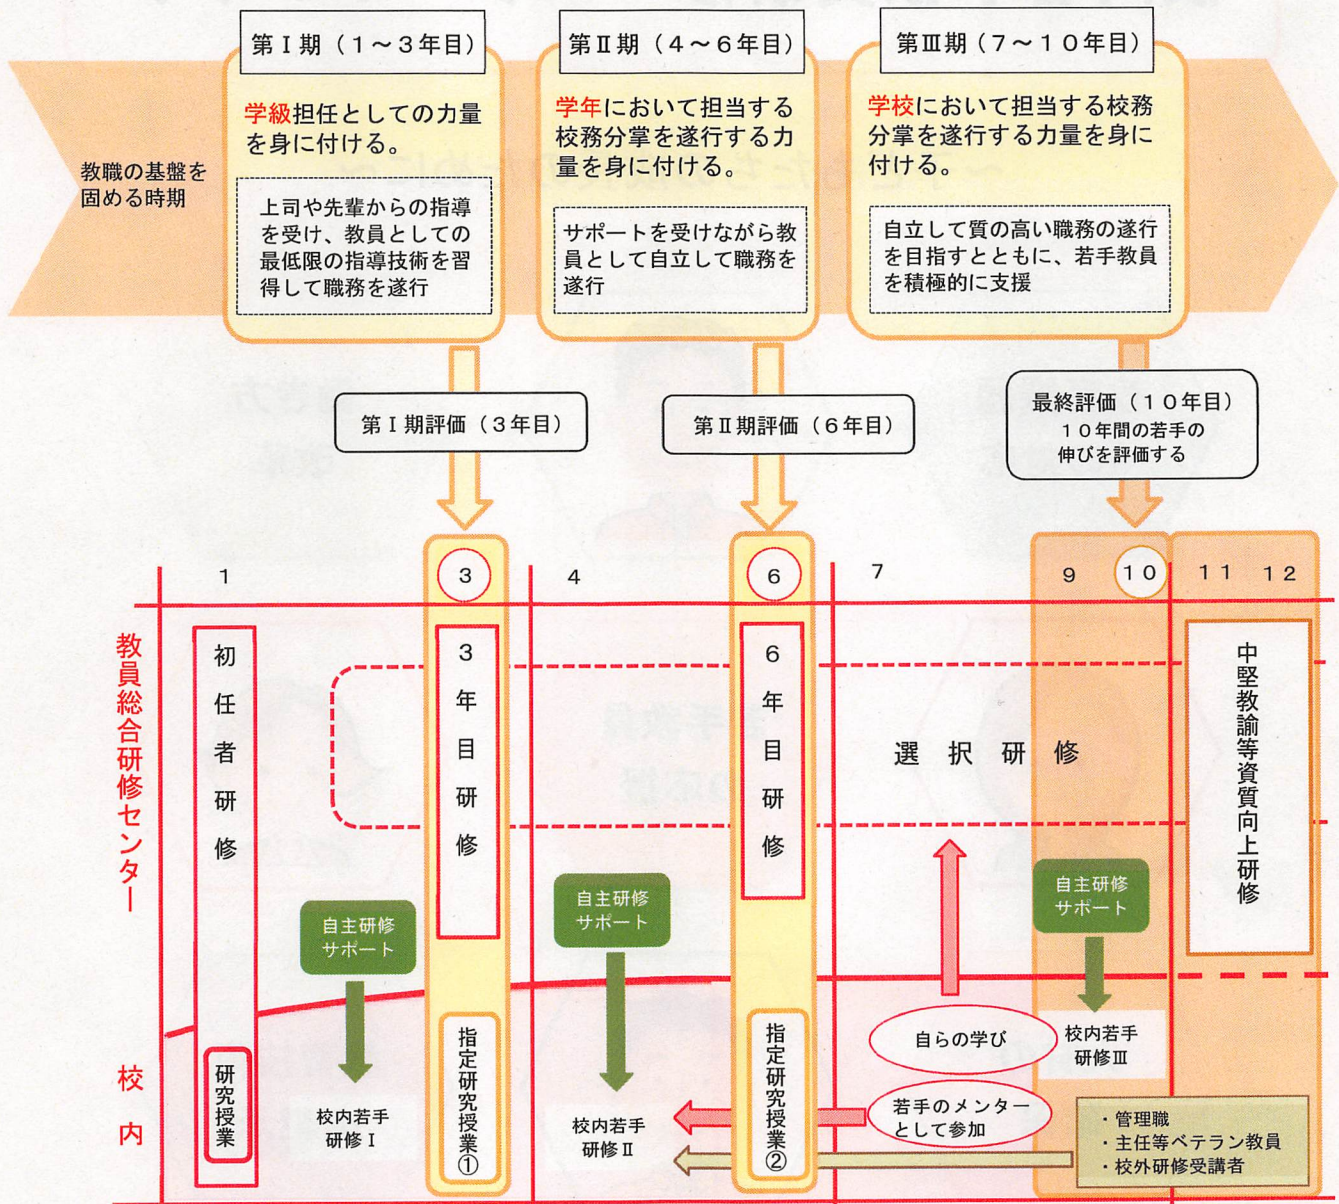 第Ⅰ期（１～３年目）
第Ⅱ期（４～６年目）
第Ⅲ期（７～１０年目）
教職の基盤を
固める時期
学級担任としての力量
を身に付ける。
上司や先輩からの指導
を受け、教員としての
最低限の指導技術を習
得して職務を遂行
学年において担当する
校務分掌を遂行する力
量を身に付ける。
サポートを受けながら教
員として自立して職務を
遂行
学校において担当する校務
分掌を遂行する力量を身に
付ける。
自立して質の高い職務の遂行
を目指すとともに、若手教員
を積極的に支援
第Ⅰ期評価（３年目）
第Ⅱ期評価（６年目）
最終評価（１０年目）
１０年間の若手の
伸びを評価する
１
３
４
６
７
９
１０
１１
１２
教員総合研修センター
初任者研修
３年目研修
６年目研修
選択研修
中堅教諭等資質向上研修
自主研修
サポート
自主研修
サポート
自主研修
サポート
校内
研究授業
校内若手
研修Ⅰ
指定研究授業①
校内若手
研修Ⅱ
指定研究授業②
自らの学び
若手のメンター
として参加
校内若手
研修Ⅲ
・管理職
・主任等ベテラン教員
・校外研修受講者